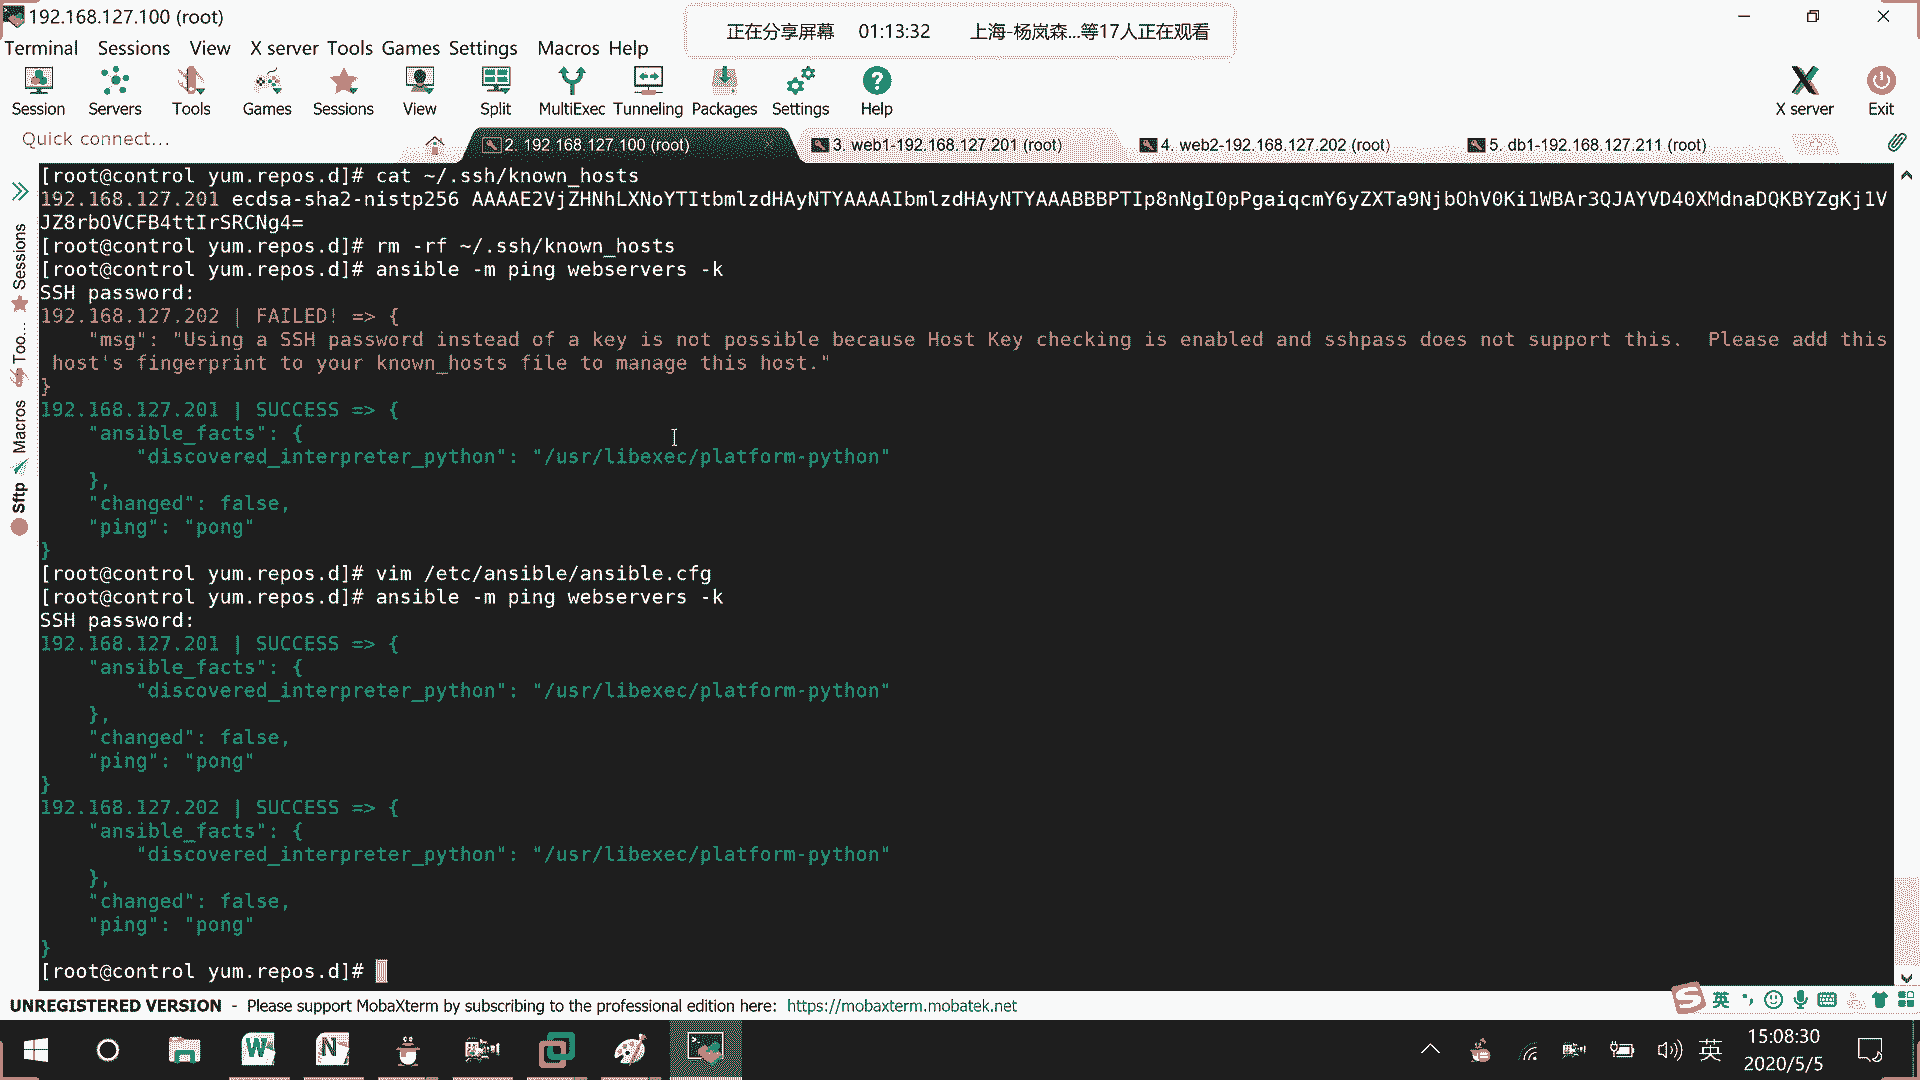 192.168.127.100 (root)
正在分享屏幕 01:13:32 上海-杨岚森...等17人正在观看
Terminal Sessions View X server Tools Games Settings Macros Help
Session Servers Tools Games Sessions View Split MultiExec Tunneling Packages Settings Help X server Exit
Quick connect...
2. 192.168.127.100 (root)
3. web1-192.168.127.201 (root)
4. web2-192.168.127.202 (root)
5. db1-192.168.127.211 (root)
Sessions
Too...
Macros
Sftp
[root@control yum.repos.d]# cat ~/.ssh/known_hosts
192.168.127.201 ecdsa-sha2-nistp256 AAAAE2VjZHNhLXNoYTItbmlzdHAyNTYAAAAIbmlzdHAyNTYAAABBBPTIp8nNgI0pPgaiqcmY6yZXTa9NjbOhV0Ki1WBAr3QJAYVD40XMdnaDQKBYZgKj1V
JZ8rbOVCFB4ttIrSRCNg4=
[root@control yum.repos.d]# rm -rf ~/.ssh/known_hosts
[root@control yum.repos.d]# ansible -m ping webservers -k
SSH password:
192.168.127.202 | FAILED! => {
    "msg": "Using a SSH password instead of a key is not possible because Host Key checking is enabled and sshpass does not support this.  Please add this
 host's fingerprint to your known_hosts file to manage this host."
}
192.168.127.201 | SUCCESS => {
    "ansible_facts": {
        "discovered_interpreter_python": "/usr/libexec/platform-python"
    },
    "changed": false,
    "ping": "pong"
}
[root@control yum.repos.d]# vim /etc/ansible/ansible.cfg
[root@control yum.repos.d]# ansible -m ping webservers -k
SSH password:
192.168.127.201 | SUCCESS => {
    "ansible_facts": {
        "discovered_interpreter_python": "/usr/libexec/platform-python"
    },
    "changed": false,
    "ping": "pong"
}
192.168.127.202 | SUCCESS => {
    "ansible_facts": {
        "discovered_interpreter_python": "/usr/libexec/platform-python"
    },
    "changed": false,
    "ping": "pong"
}
[root@control yum.repos.d]#
UNREGISTERED VERSION - Please support MobaXterm by subscribing to the professional edition here: https://mobaxterm.mobatek.net
英
英
15:08:30
2020/5/5